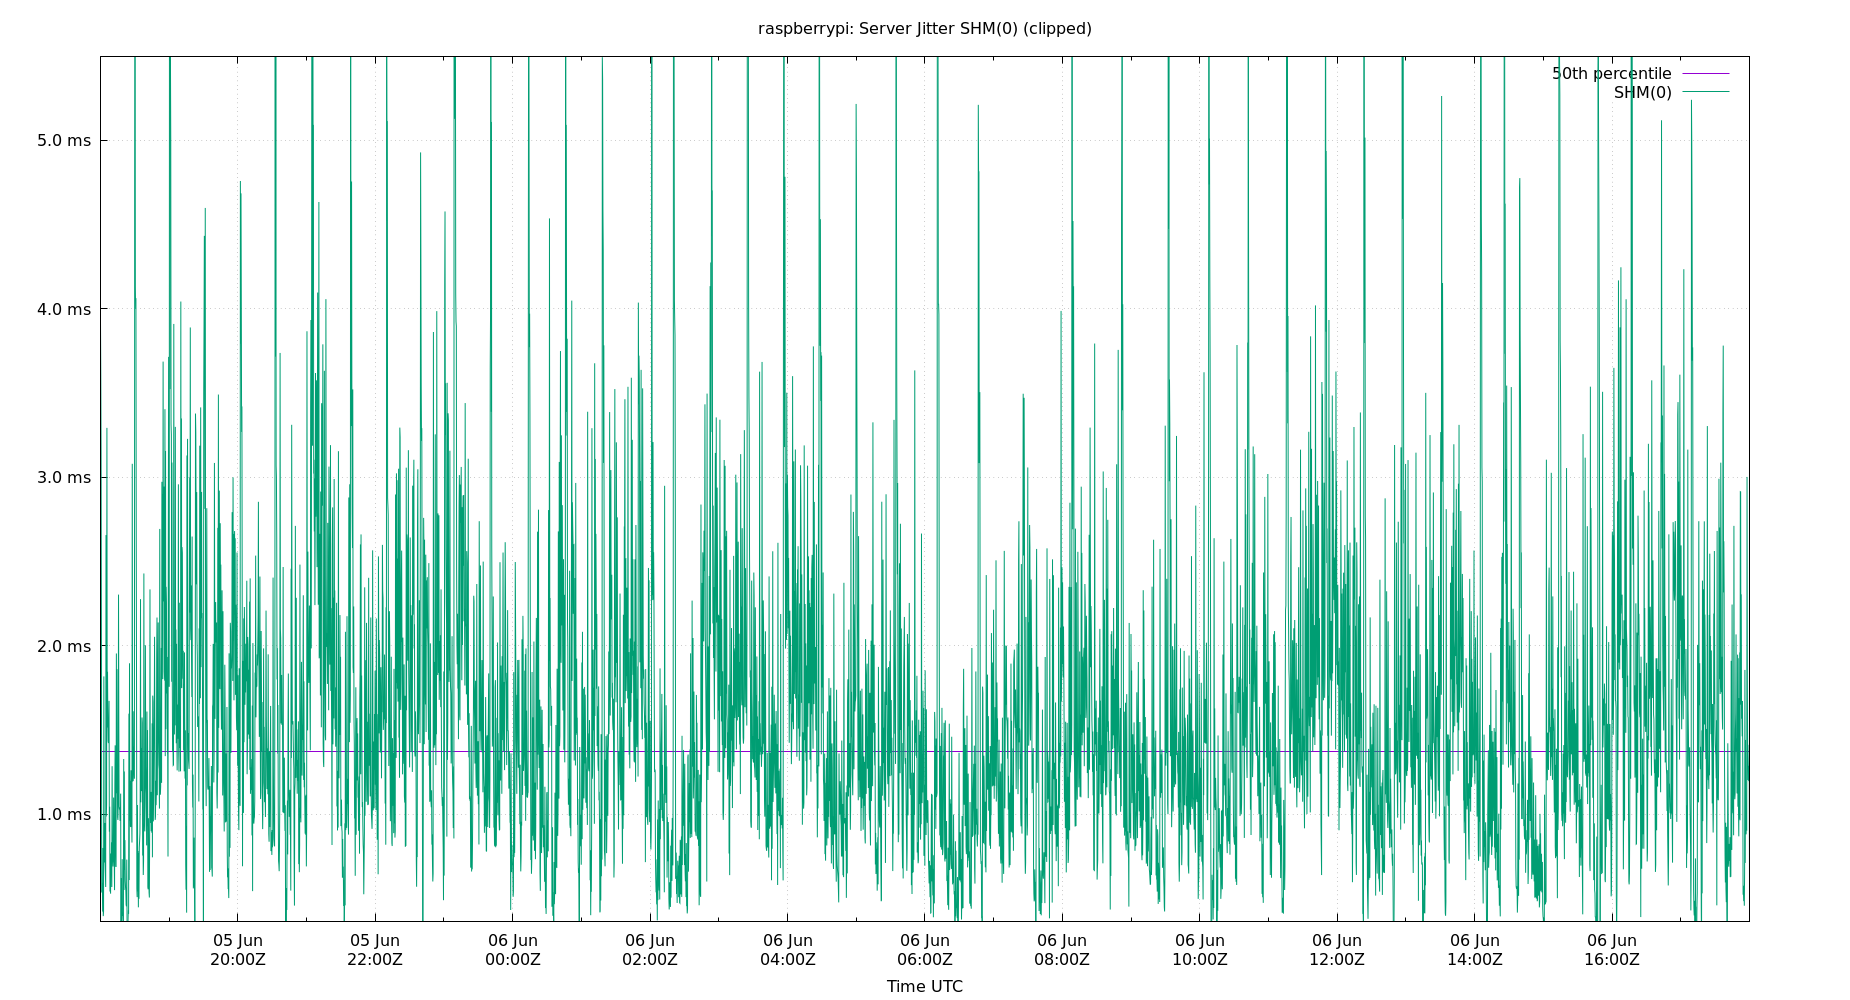 raspberrypi: Server Jitter SHM(0) (clipped)
50th percentile
SHM(0)
5.0 ms
4.0 ms
3.0 ms
2.0 ms
1.0 ms
05 Jun
20:00Z
05 Jun
22:00Z
06 Jun
00:00Z
06 Jun
02:00Z
06 Jun
04:00Z
06 Jun
06:00Z
06 Jun
08:00Z
06 Jun
10:00Z
06 Jun
12:00Z
06 Jun
14:00Z
06 Jun
16:00Z
Time UTC